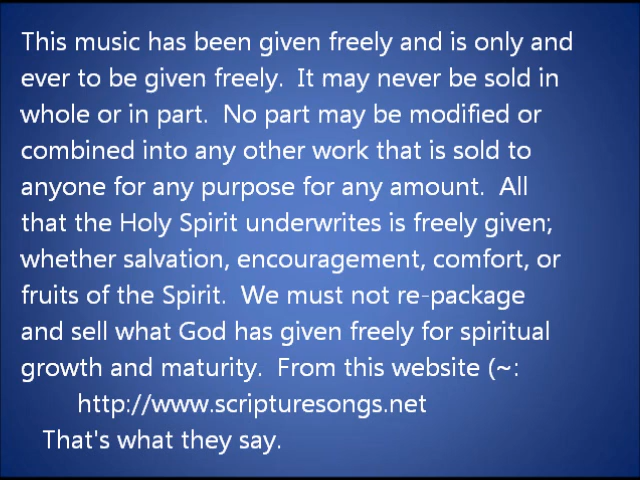 This music has been given freely and is only and
ever to be given freely.  It may never be sold in
whole or in part.  No part may be modified or
combined into any other work that is sold to
anyone for any purpose for any amount.  All
that the Holy Spirit underwrites is freely given;
whether salvation, encouragement, comfort, or
fruits of the Spirit.  We must not re-package
and sell what God has given freely for spiritual
growth and maturity.  From this website (~:
http://www.scripturesongs.net
That's what they say.